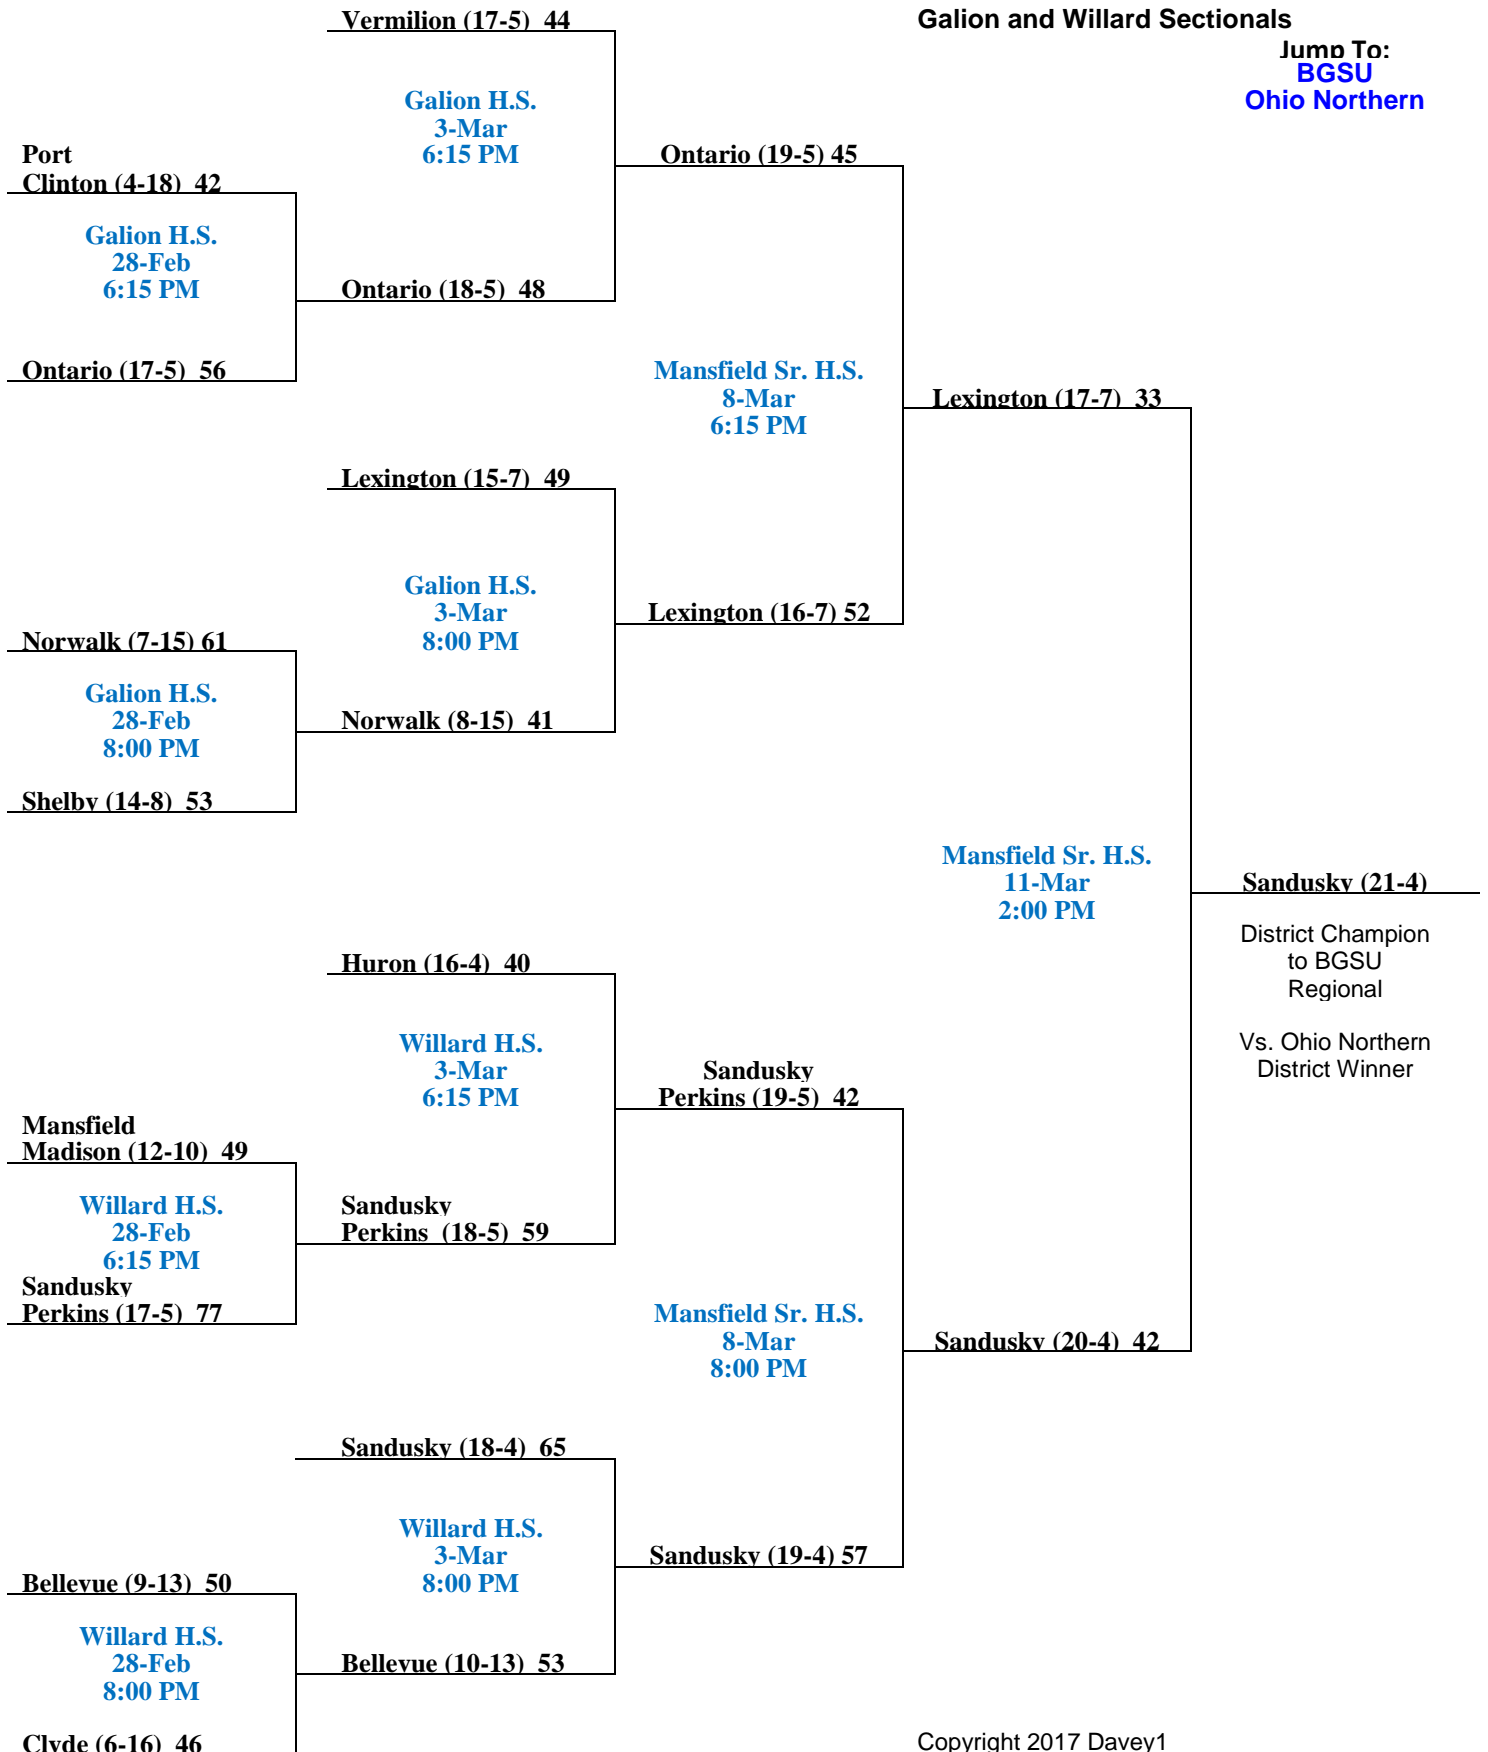 Vermilion (17-5)  44
Galion and Willard Sectionals
Jump To:
BGSU
Ohio Northern
Galion H.S.
3-Mar
6:15 PM
Port
Clinton (4-18)  42
Ontario (19-5) 45
Galion H.S.
28-Feb
6:15 PM
Ontario (18-5)  48
Ontario (17-5)  56
Mansfield Sr. H.S.
8-Mar
6:15 PM
Lexington (17-7)  33
Lexington (15-7)  49
Galion H.S.
3-Mar
8:00 PM
Lexington (16-7) 52
Norwalk (7-15) 61
Galion H.S.
28-Feb
8:00 PM
Norwalk (8-15)  41
Shelby (14-8)  53
Mansfield Sr. H.S.
11-Mar
2:00 PM
Sandusky (21-4)
District Champion
to BGSU
Regional
Vs. Ohio Northern
District Winner
Huron (16-4)  40
Willard H.S.
3-Mar
6:15 PM
Sandusky
Perkins (19-5)  42
Mansfield
Madison (12-10)  49
Willard H.S.
28-Feb
6:15 PM
Sandusky
Perkins  (18-5)  59
Sandusky
Perkins (17-5)  77
Mansfield Sr. H.S.
8-Mar
8:00 PM
Sandusky (20-4)  42
Sandusky (18-4)  65
Willard H.S.
3-Mar
8:00 PM
Sandusky (19-4) 57
Bellevue (9-13)  50
Willard H.S.
28-Feb
8:00 PM
Bellevue (10-13)  53
Clyde (6-16)  46
Copyright 2017 Davey1